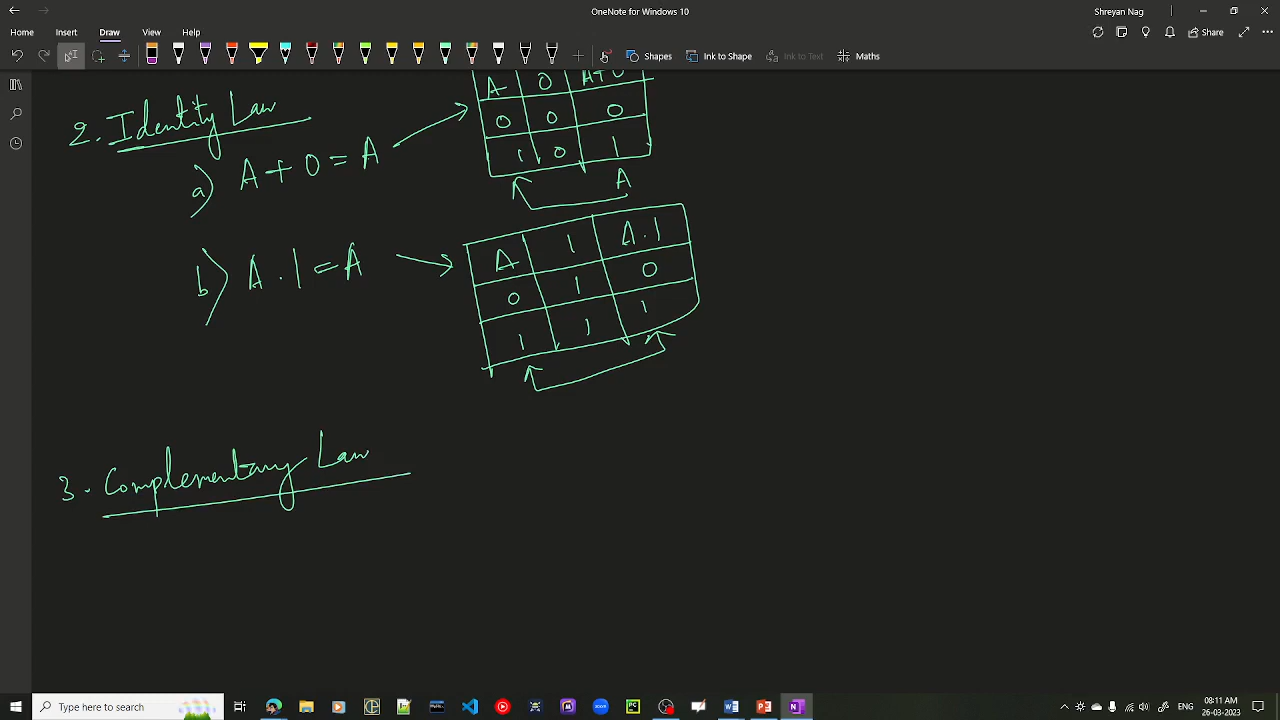 OneNote for Windows 10
Shreyan Nag
Home Insert Draw View Help
Share
Shapes Ink to Shape Ink to Text Maths
2. Identity Law
a) A + 0 = A
A 0 A+0
0 0 0
1 0 1
A
b) A . 1 = A
A 1 A.1
0 1 0
1 1 1
3. Complementary Law
Type here to search
ENG
08:11 AM
26-03-2023